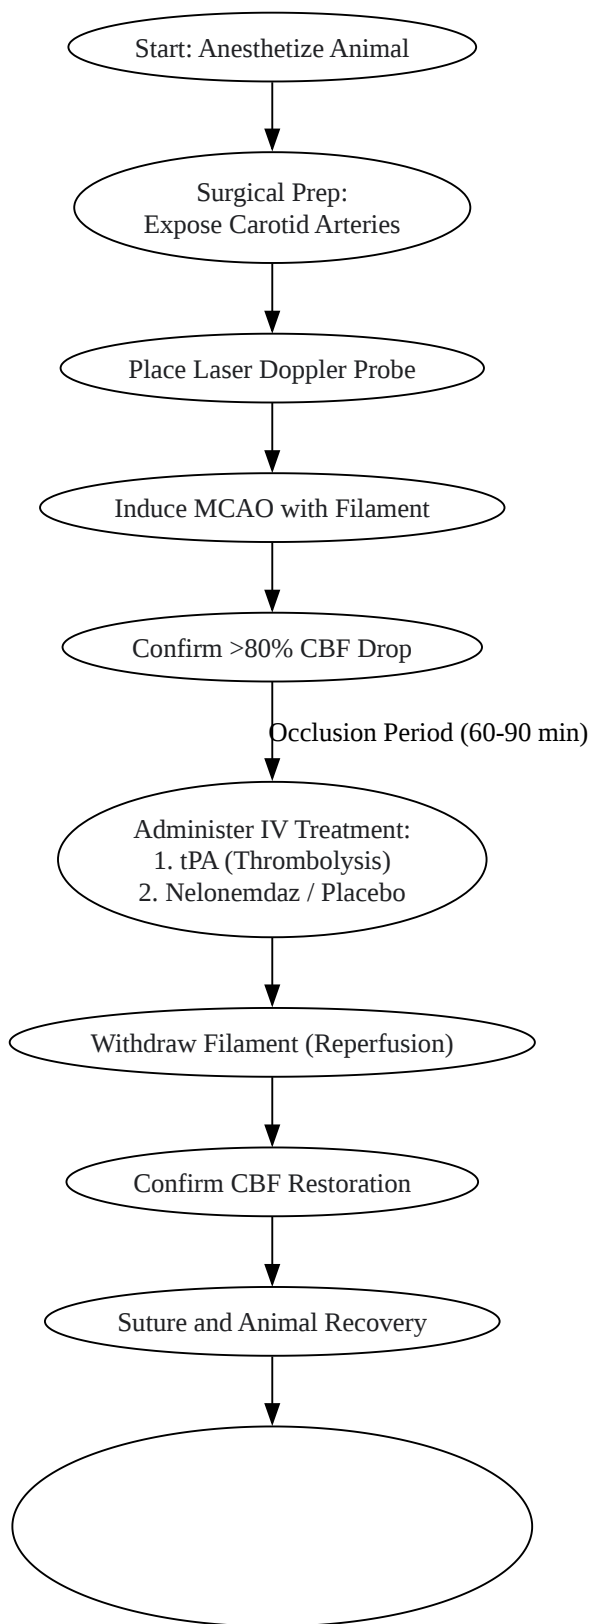 Start: Anesthetize Animal
Surgical Prep:
Expose Carotid Arteries
Place Laser Doppler Probe
Induce MCAO with Filament
Confirm >80% CBF Drop
Occlusion Period (60-90 min)
Administer IV Treatment:
1. tPA (Thrombolysis)
2. Nelonemdaz / Placebo
Withdraw Filament (Reperfusion)
Confirm CBF Restoration
Suture and Animal Recovery